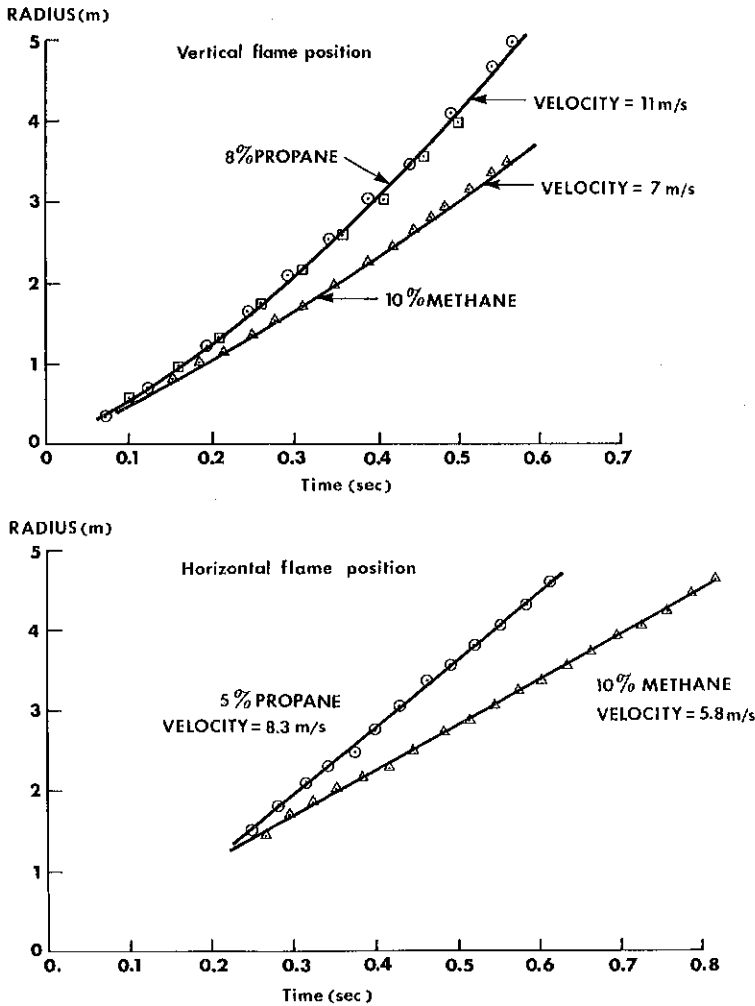 RADIUS (m)
5
Vertical flame position
VELOCITY = 11 m/s
4
8% PROPANE
3
VELOCITY = 7 m/s
2
10% METHANE
1
0
0.1
0.2
0.3
0.4
0.5
0.6
0.7
Time (sec)
RADIUS (m)
5
Horizontal flame position
4
5% PROPANE
VELOCITY = 8.3 m/s
10% METHANE
VELOCITY = 5.8 m/s
3
2
1
0
0.
0.1
0.2
0.3
0.4
0.5
0.6
0.7
0.8
Time (sec)